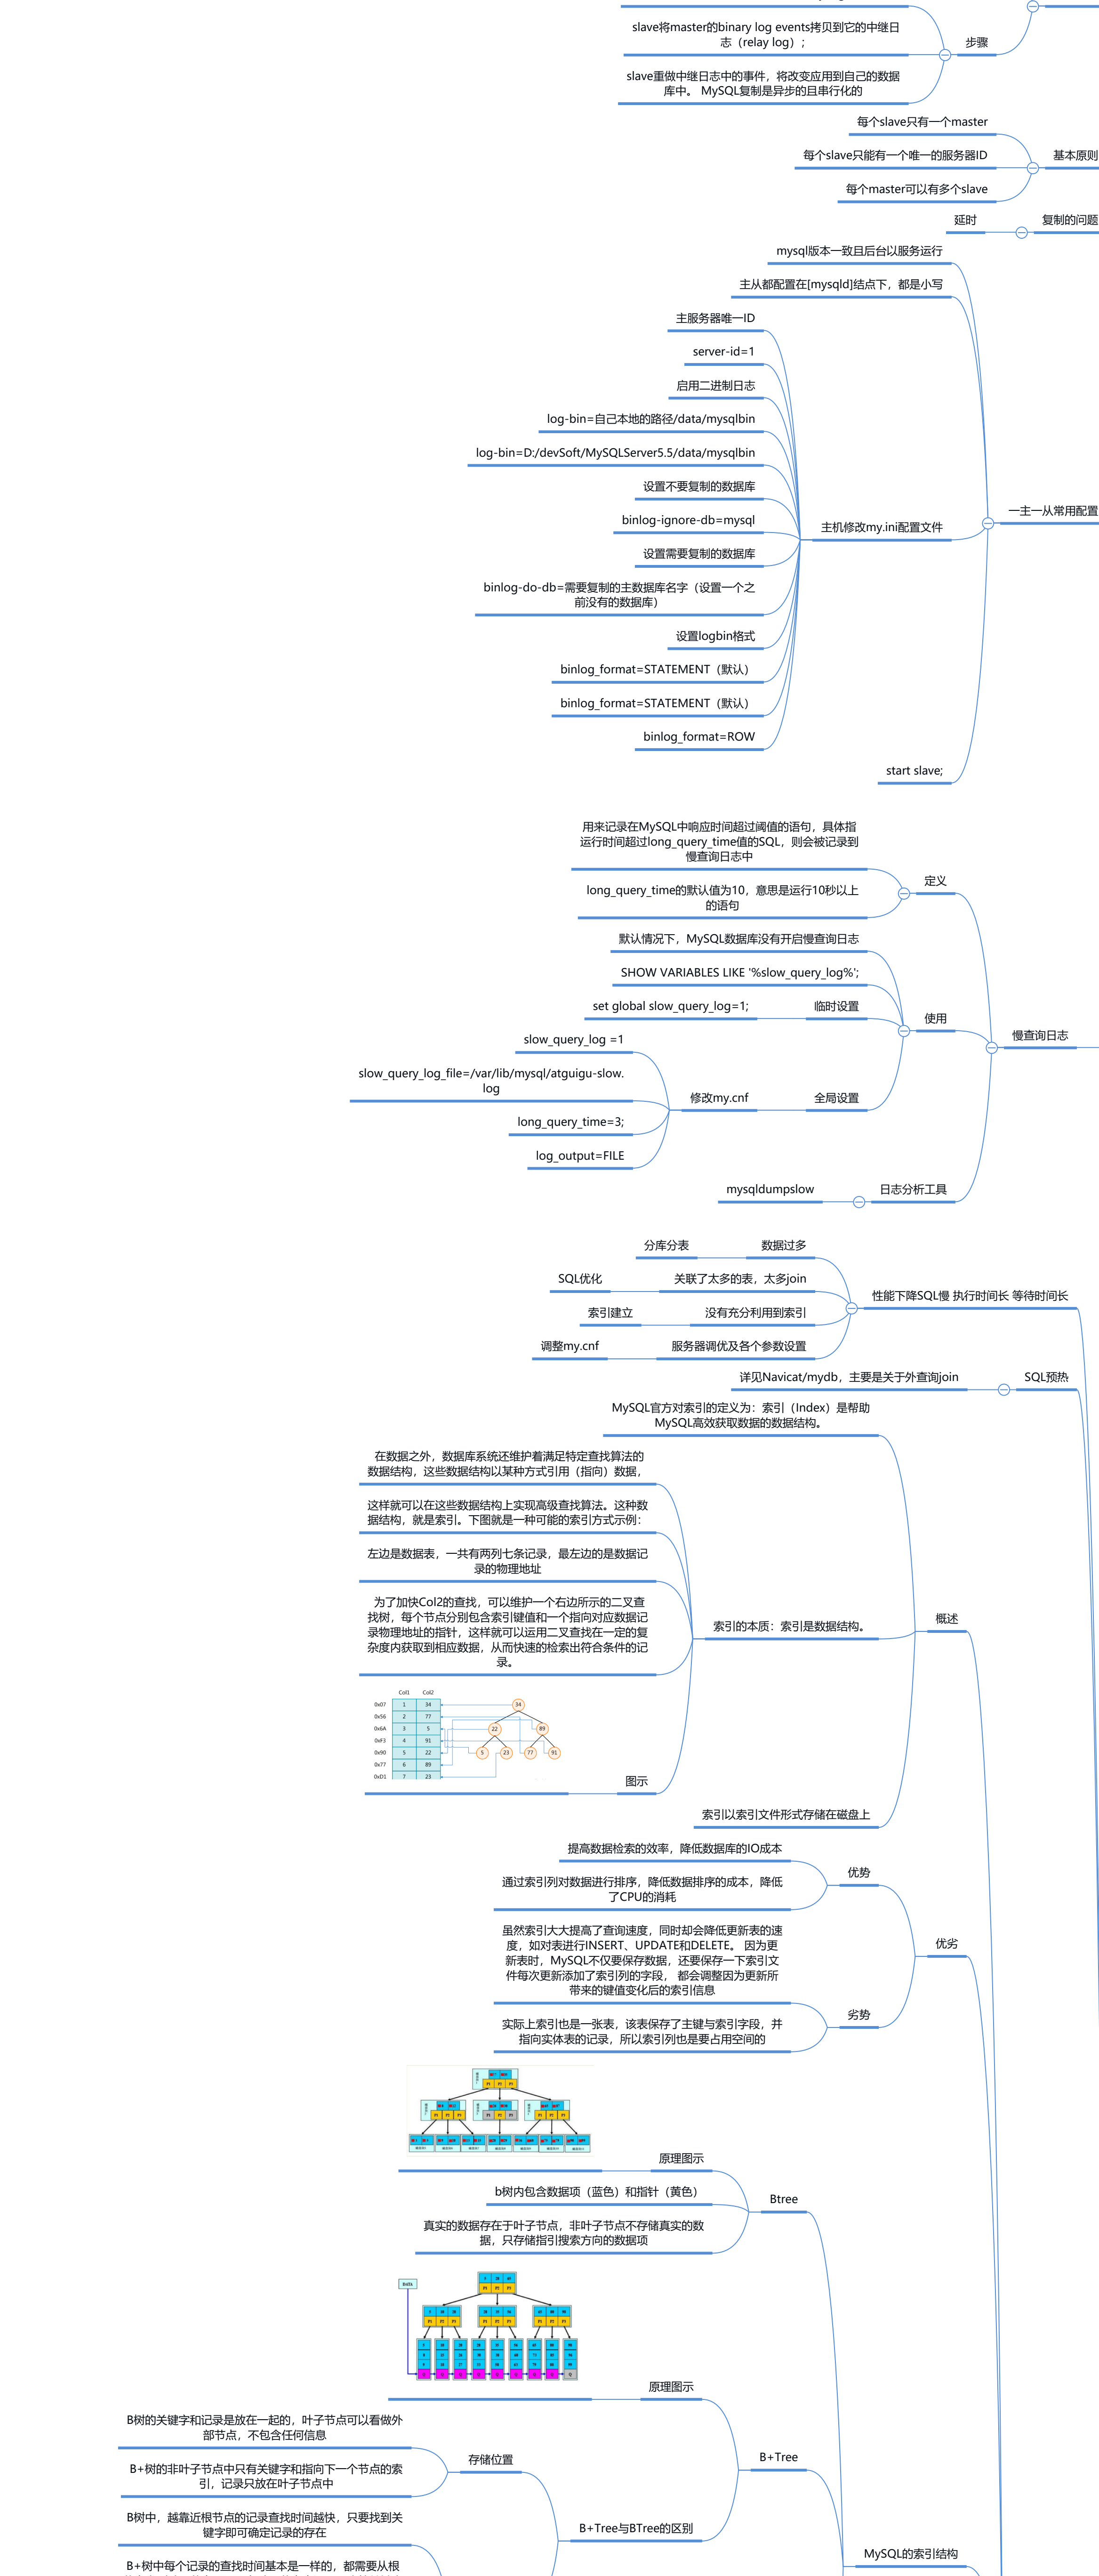 slave将master的binary log events拷贝到它的中继日
志（relay log）;
步骤
slave重做中继日志中的事件，将改变应用到自己的数据
库中。 MySQL复制是异步的且串行化的
每个slave只有一个master
每个slave只能有一个唯一的服务器ID
基本原则
每个master可以有多个slave
延时
复制的问题
mysql版本一致且后台以服务运行
主从都配置在[mysqld]结点下，都是小写
主服务器唯一ID
server-id=1
启用二进制日志
log-bin=自己本地的路径/data/mysqlbin
log-bin=D:/devSoft/MySQLServer5.5/data/mysqlbin
设置不要复制的数据库
binlog-ignore-db=mysql
主机修改my.ini配置文件
一主一从常用配置
设置需要复制的数据库
binlog-do-db=需要复制的主数据库名字（设置一个之
前没有的数据库）
设置logbin格式
binlog_format=STATEMENT（默认）
binlog_format=STATEMENT（默认）
binlog_format=ROW
start slave;
用来记录在MySQL中响应时间超过阈值的语句，具体指
运行时间超过long_query_time值的SQL，则会被记录到
慢查询日志中
定义
long_query_time的默认值为10，意思是运行10秒以上
的语句
默认情况下，MySQL数据库没有开启慢查询日志
SHOW VARIABLES LIKE '%slow_query_log%';
set global slow_query_log=1;
临时设置
使用
慢查询日志
slow_query_log =1
slow_query_log_file=/var/lib/mysql/atguigu-slow.
log
修改my.cnf
全局设置
long_query_time=3;
log_output=FILE
mysqldumpslow
日志分析工具
分库分表
数据过多
SQL优化
关联了太多的表，太多join
性能下降SQL慢 执行时间长 等待时间长
索引建立
没有充分利用到索引
调整my.cnf
服务器调优及各个参数设置
详见Navicat/mydb，主要是关于外查询join
SQL预热
MySQL官方对索引的定义为：索引（Index）是帮助
MySQL高效获取数据的数据结构。
在数据之外，数据库系统还维护着满足特定查找算法的
数据结构，这些数据结构以某种方式引用（指向）数据，
这样就可以在这些数据结构上实现高级查找算法。这种数
据结构，就是索引。下图就是一种可能的索引方式示例：
左边是数据表，一共有两列七条记录，最左边的是数据记
录的物理地址
为了加快Col2的查找，可以维护一个右边所示的二叉查
找树，每个节点分别包含索引键值和一个指向对应数据记
录物理地址的指针，这样就可以运用二叉查找在一定的复
杂度内获取到相应数据，从而快速的检索出符合条件的记
录。
索引的本质：索引是数据结构。
概述
Col1 Col2
0x07 1 34
0x56 2 77
0x6A 3 5
0xF3 4 91
0x90 5 22
0x77 6 89
0xD1 7 23
34
22 89
5 23 77 91
图示
索引以索引文件形式存储在磁盘上
提高数据检索的效率，降低数据库的IO成本
优势
通过索引列对数据进行排序，降低数据排序的成本，降低
了CPU的消耗
优劣
虽然索引大大提高了查询速度，同时却会降低更新表的速
度，如对表进行INSERT、UPDATE和DELETE。 因为更
新表时，MySQL不仅要保存数据，还要保存一下索引文
件每次更新添加了索引列的字段， 都会调整因为更新所
带来的键值变化后的索引信息
劣势
实际上索引也是一张表，该表保存了主键与索引字段，并
指向实体表的记录，所以索引列也是要占用空间的
原理图示
b树内包含数据项（蓝色）和指针（黄色）
Btree
真实的数据存在于叶子节点，非叶子节点不存储真实的数
据，只存储指引搜索方向的数据项
原理图示
B树的关键字和记录是放在一起的，叶子节点可以看做外
部节点，不包含任何信息
存储位置
B+Tree
B+树的非叶子节点中只有关键字和指向下一个节点的索
引，记录只放在叶子节点中
B树中，越靠近根节点的记录查找时间越快，只要找到关
键字即可确定记录的存在
B+Tree与BTree的区别
MySQL的索引结构
B+树中每个记录的查找时间基本是一样的，都需要从根